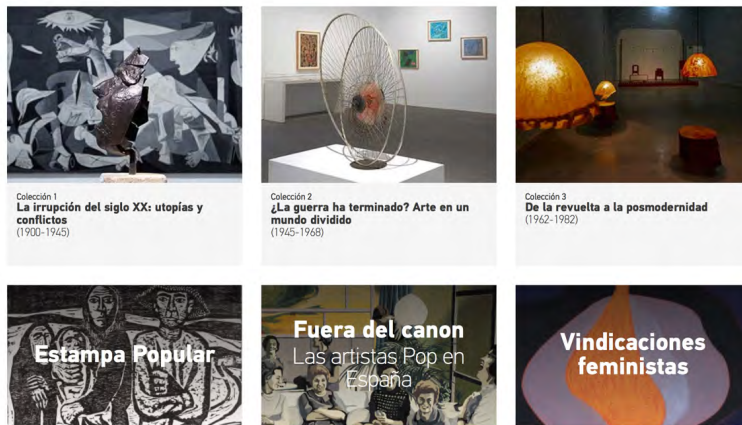 Colección 1
La irrupción del siglo XX: utopías y
conflictos
(1900-1945)
Colección 2
¿La guerra ha terminado? Arte en un
mundo dividido
(1945-1968)
Colección 3
De la revuelta a la posmodernidad
(1962-1982)
Estampa Popular
Fuera del canon
Las artistas Pop en
España
Vindicaciones
feministas